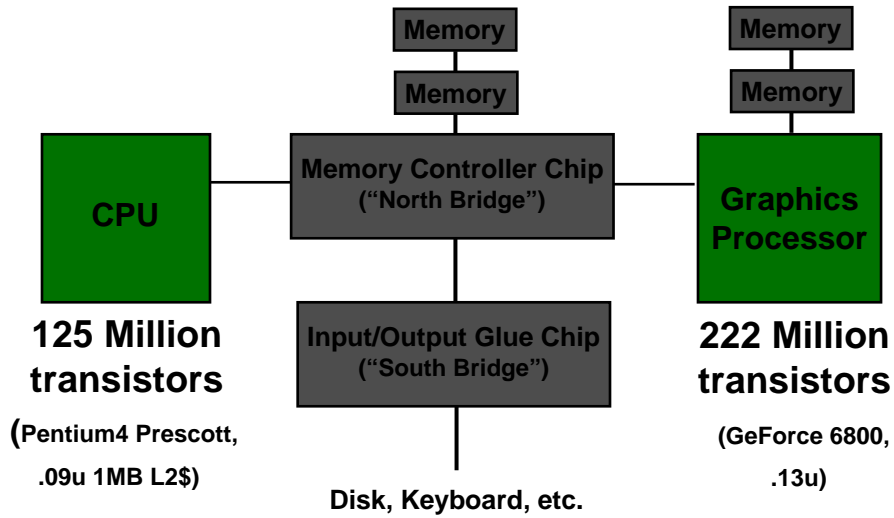 Memory
Memory
Memory
Memory
Memory Controller Chip
(“North Bridge”)
CPU
Graphics
Processor
125 Million
transistors
(Pentium4 Prescott,
.09u 1MB L2$)
Input/Output Glue Chip
(“South Bridge”)
222 Million
transistors
(GeForce 6800,
.13u)
Disk, Keyboard, etc.